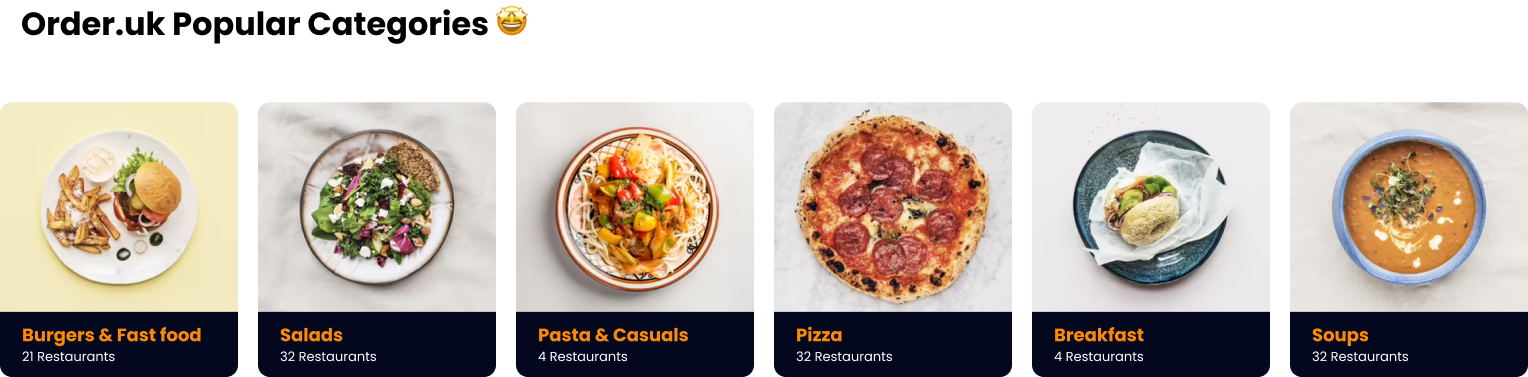 Order.uk Popular Categories 🤩
Burgers & Fast food
21 Restaurants
Salads
32 Restaurants
Pasta & Casuals
4 Restaurants
Pizza
32 Restaurants
Breakfast
4 Restaurants
Soups
32 Restaurants